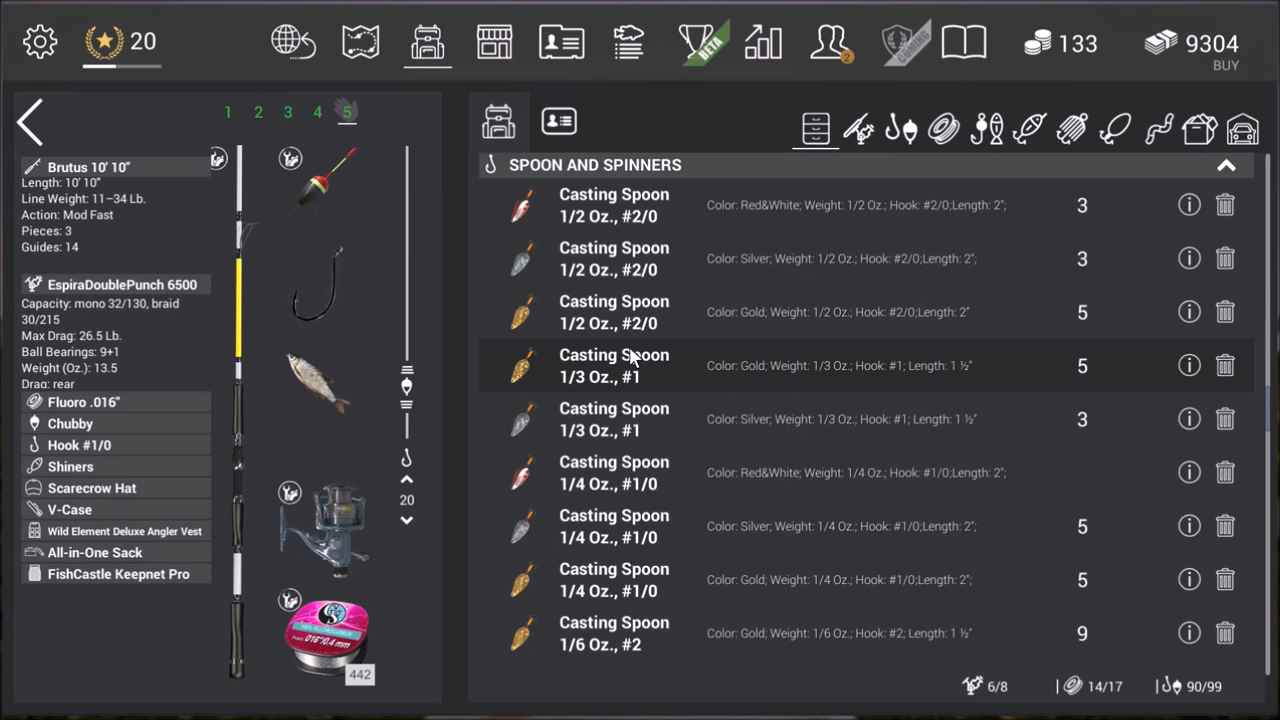 20
BETA
2
133
9304
BUY
1 2 3 4 5
Brutus 10' 10"
Length: 10' 10"
Line Weight: 11–34 Lb.
Action: Mod Fast
Pieces: 3
Guides: 14
EspiraDoublePunch 6500
Capacity: mono 32/130, braid
30/215
Max Drag: 26.5 Lb.
Ball Bearings: 9+1
Weight (Oz.): 13.5
Drag: rear
Fluoro .016"
Chubby
Hook #1/0
Shiners
Scarecrow Hat
V-Case
Wild Element Deluxe Angler Vest
All-in-One Sack
FishCastle Keepnet Pro
20
016"0.4 mm
442
SPOON AND SPINNERS
Casting Spoon
1/2 Oz., #2/0
Color: Red&White; Weight: 1/2 Oz.; Hook: #2/0;Length: 2";
3
Casting Spoon
1/2 Oz., #2/0
Color: Silver; Weight: 1/2 Oz.; Hook: #2/0;Length: 2";
3
Casting Spoon
1/2 Oz., #2/0
Color: Gold; Weight: 1/2 Oz.; Hook: #2/0;Length: 2"
5
Casting Spoon
1/3 Oz., #1
Color: Gold; Weight: 1/3 Oz.; Hook: #1; Length: 1 ½"
5
Casting Spoon
1/3 Oz., #1
Color: Silver; Weight: 1/3 Oz.; Hook: #1; Length: 1 ½"
3
Casting Spoon
1/4 Oz., #1/0
Color: Red&White; Weight: 1/4 Oz.; Hook: #1/0;Length: 2";
Casting Spoon
1/4 Oz., #1/0
Color: Silver; Weight: 1/4 Oz.; Hook: #1/0;Length: 2";
5
Casting Spoon
1/4 Oz., #1/0
Color: Gold; Weight: 1/4 Oz.; Hook: #1/0;Length: 2";
5
Casting Spoon
1/6 Oz., #2
Color: Gold; Weight: 1/6 Oz.; Hook: #2; Length: 1 ½"
9
6/8
14/17
90/99